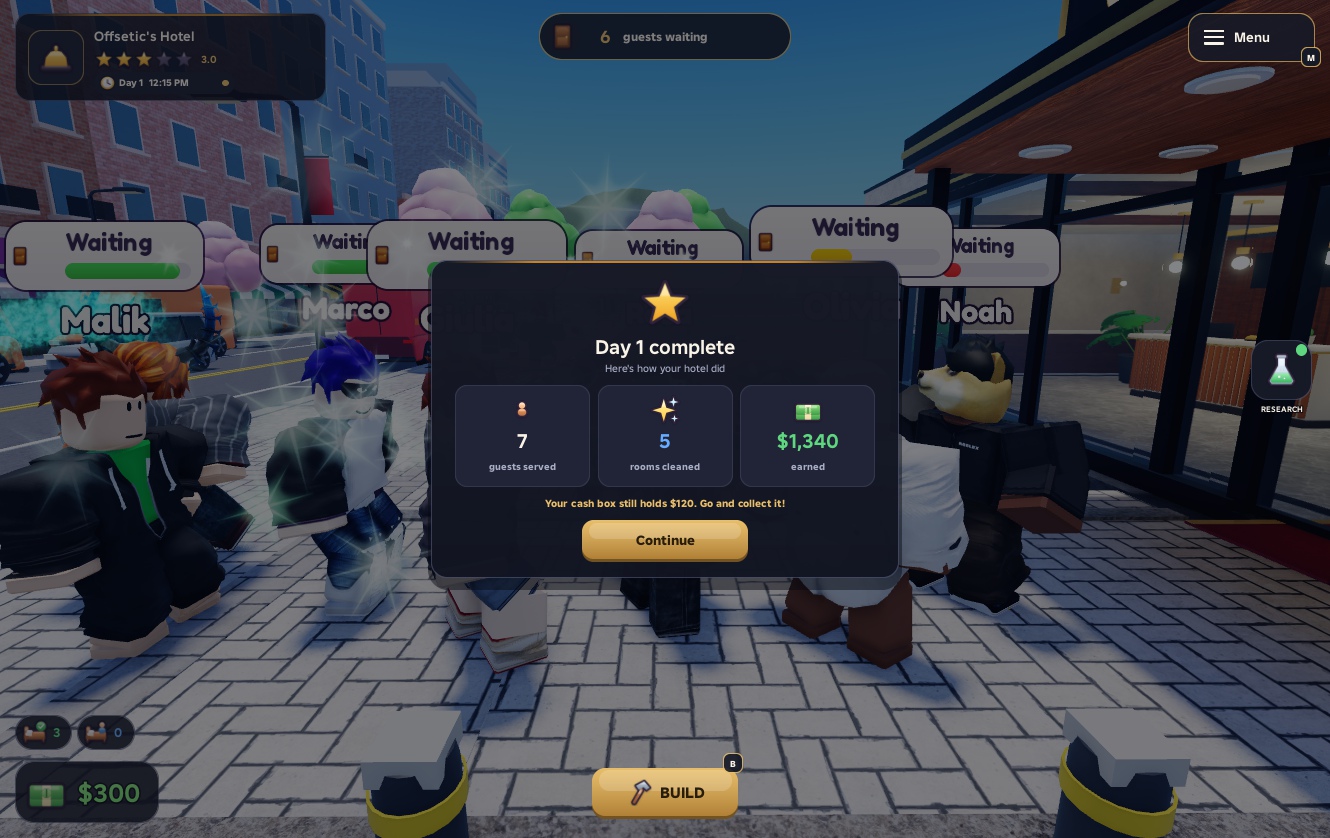 Offsetic's Hotel
3.0
Day 1 12:15 PM
6 guests waiting
Menu
M
Waiting
Waiting
Waiting
Waiting
Malik
Marco
Noah
Day 1 complete
Here's how your hotel did
7
guests served
5
rooms cleaned
$1,340
earned
Your cash box still holds $120. Go and collect it!
Continue
RESEARCH
ROBLOX
3
0
$300
B
BUILD